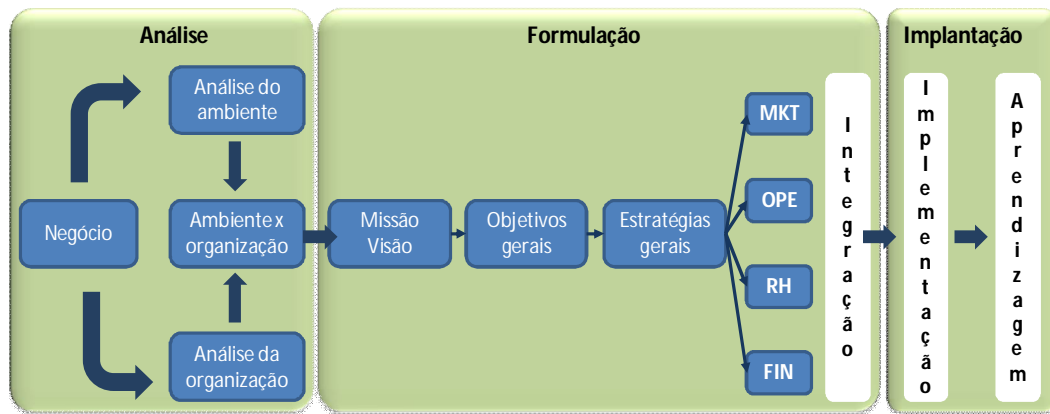 Análise
Análise do
ambiente
Negócio
Ambiente x
organização
Análise da
organização
Formulação
Missão
Visão
Objetivos
gerais
Estratégias
gerais
MKT
OPE
RH
FIN
Integração
Implantação
Implementação
Aprendizagem